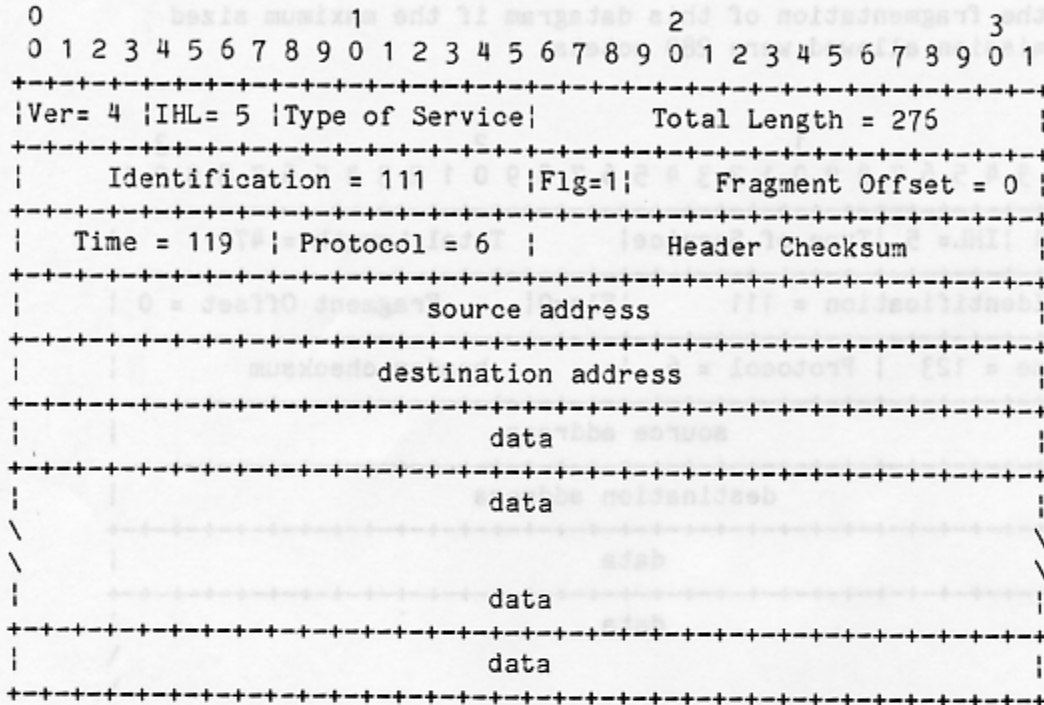 0 1 2 3
0 1 2 3 4 5 6 7 8 9 0 1 2 3 4 5 6 7 8 9 0 1 2 3 4 5 6 7 8 9 0 1
+-+-+-+-+-+-+-+-+-+-+-+-+-+-+-+-+-+-+-+-+-+-+-+-+-+-+-+-+-+-+-+-+
|Ver= 4 |IHL= 5 |Type of Service| Total Length = 276 |
+-+-+-+-+-+-+-+-+-+-+-+-+-+-+-+-+-+-+-+-+-+-+-+-+-+-+-+-+-+-+-+-+
| Identification = 111 |Flg=1| Fragment Offset = 0 |
+-+-+-+-+-+-+-+-+-+-+-+-+-+-+-+-+-+-+-+-+-+-+-+-+-+-+-+-+-+-+-+-+
| Time = 119 | Protocol = 6 | Header Checksum |
+-+-+-+-+-+-+-+-+-+-+-+-+-+-+-+-+-+-+-+-+-+-+-+-+-+-+-+-+-+-+-+-+
| source address |
+-+-+-+-+-+-+-+-+-+-+-+-+-+-+-+-+-+-+-+-+-+-+-+-+-+-+-+-+-+-+-+-+
| destination address |
+-+-+-+-+-+-+-+-+-+-+-+-+-+-+-+-+-+-+-+-+-+-+-+-+-+-+-+-+-+-+-+-+
| data |
+-+-+-+-+-+-+-+-+-+-+-+-+-+-+-+-+-+-+-+-+-+-+-+-+-+-+-+-+-+-+-+-+
| data |
\ \
\ \
| data |
+-+-+-+-+-+-+-+-+-+-+-+-+-+-+-+-+-+-+-+-+-+-+-+-+-+-+-+-+-+-+-+-+
| data |
+-+-+-+-+-+-+-+-+-+-+-+-+-+-+-+-+-+-+-+-+-+-+-+-+-+-+-+-+-+-+-+-+